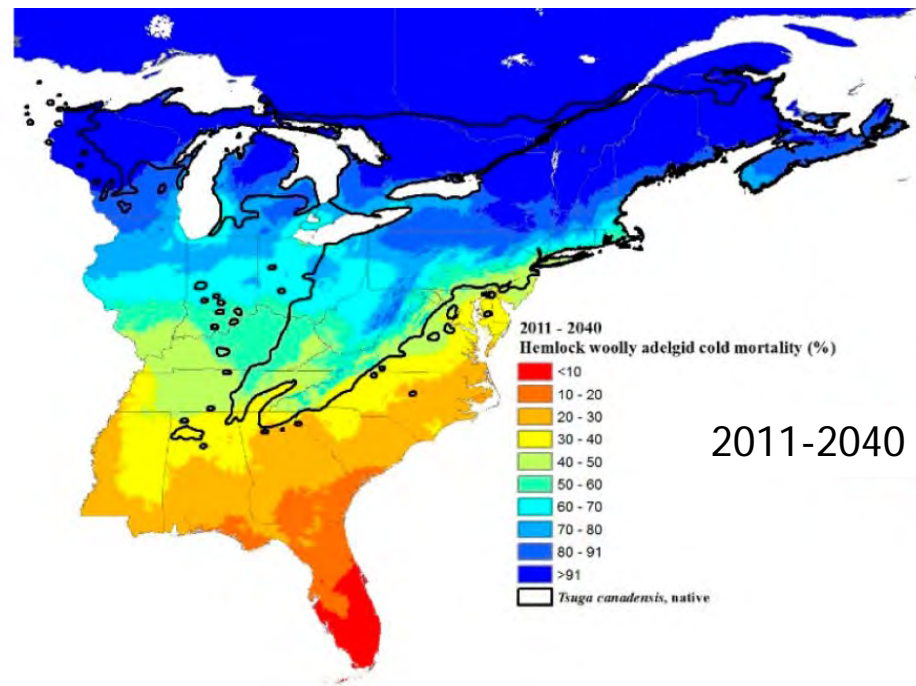 2011 - 2040
Hemlock woolly adelgid cold mortality (%)
<10
10 - 20
20 - 30
30 - 40
40 - 50
50 - 60
60 - 70
70 - 80
80 - 91
>91
Tsuga canadensis, native
2011-2040